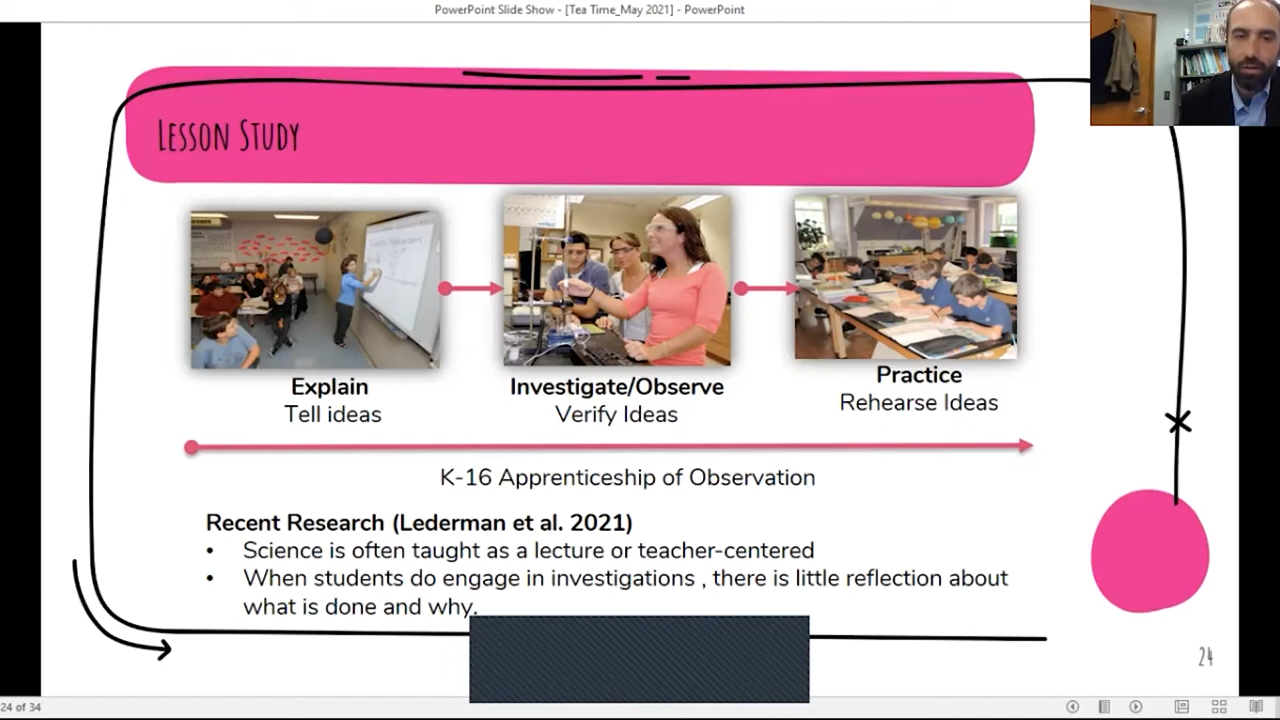 PowerPoint Slide Show - [Tea Time_May 2021] - PowerPoint
Lesson Study
Explain
Tell ideas
Investigate/Observe
Verify Ideas
Practice
Rehearse Ideas
K-16 Apprenticeship of Observation
Recent Research (Lederman et al. 2021)
• Science is often taught as a lecture or teacher-centered
• When students do engage in investigations , there is little reflection about
what is done and why.
24
24 of 34